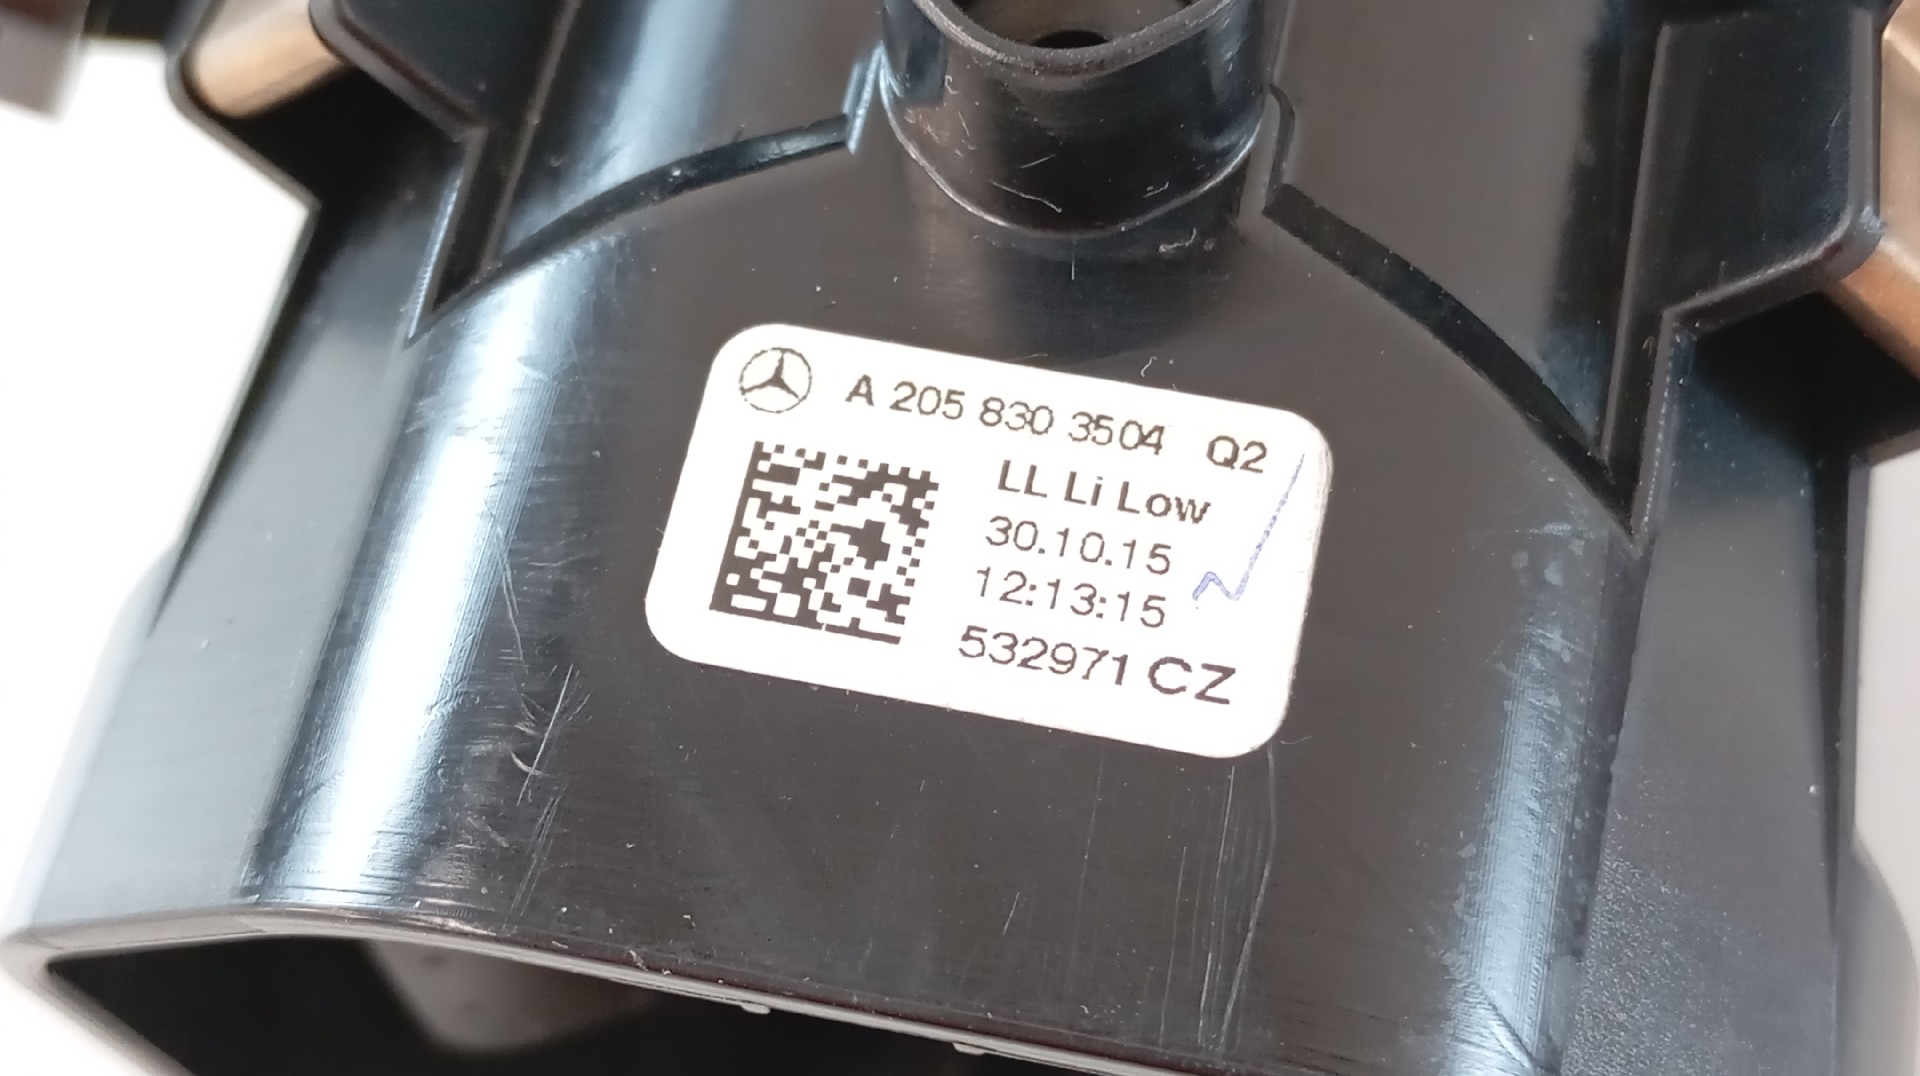 A 205 830 3504 Q2
LL Li Low
30.10.15
12:13:15
532971 CZ